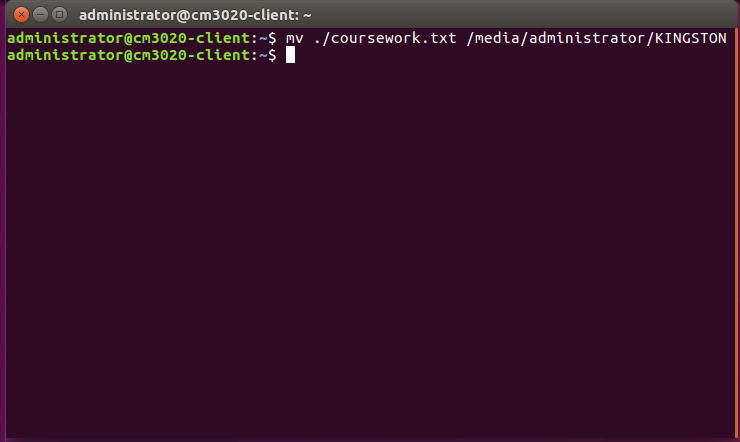 administrator@cm3020-client: ~
administrator@cm3020-client:~$ mv ./coursework.txt /media/administrator/KINGSTON
administrator@cm3020-client:~$